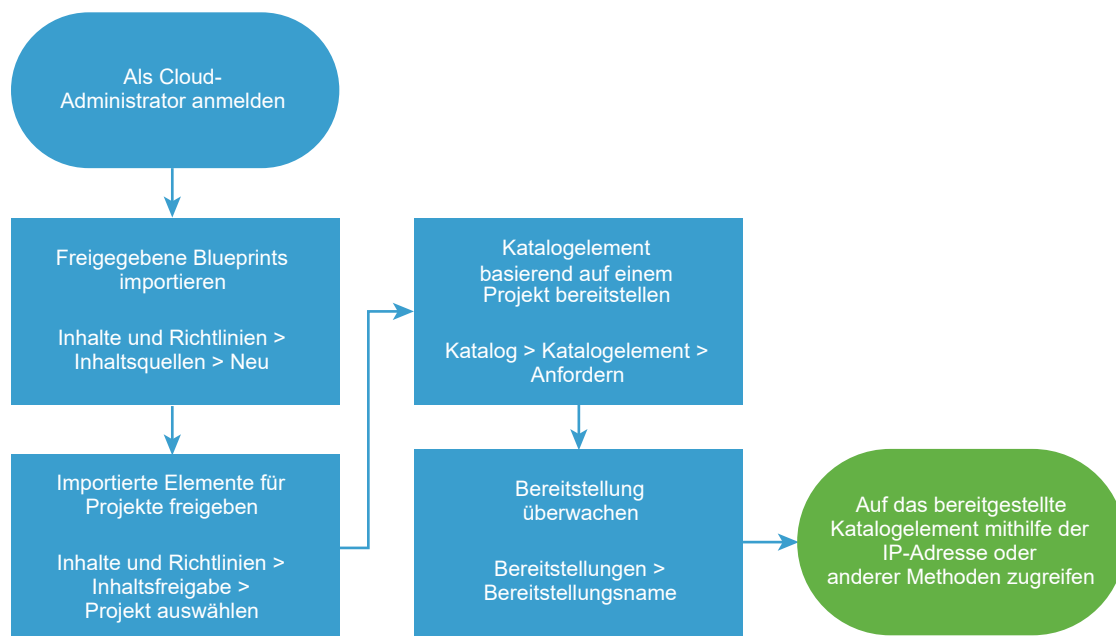 Als Cloud-
Administrator anmelden
Freigegebene Blueprints
importieren
Inhalte und Richtlinien >
Inhaltsquellen > Neu
Importierte Elemente für
Projekte freigeben
Inhalte und Richtlinien >
Inhaltsfreigabe >
Projekt auswählen
Katalogelement
basierend auf einem
Projekt bereitstellen
Katalog > Katalogelement >
Anfordern
Bereitstellung
überwachen
Bereitstellungen >
Bereitstellungsname
Auf das bereitgestellte
Katalogelement mithilfe der
IP-Adresse oder
anderer Methoden zugreifen